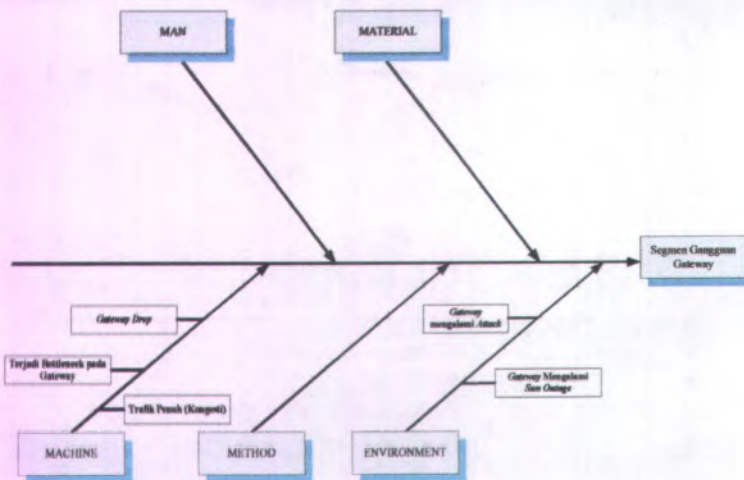 MAN
MATERIAL
Segmen Gangguan
Gateway
Gateway Drop
Gateway
mengalami Attack
Terjadi Bottleneck pada
Gateway
Gateway Mengalami
Sun Outage
Trafik Penuh (Kongesti)
MACHINE
METHOD
ENVIRONMENT